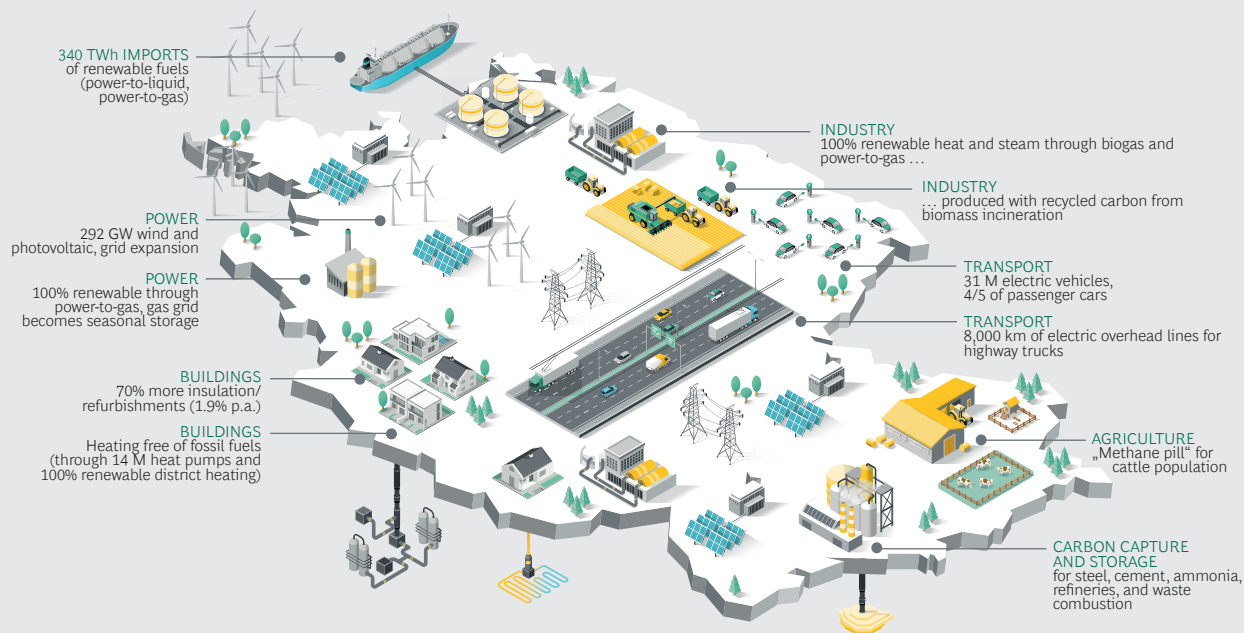 340 TWh IMPORTS
of renewable fuels
(power-to-liquid,
power-to-gas)
POWER
292 GW wind and
photovoltaic, grid expansion
POWER
100% renewable through
power-to-gas, gas grid
becomes seasonal storage
BUILDINGS
70% more insulation/
refurbishments (1.9% p.a.)
BUILDINGS
Heating free of fossil fuels
(through 14 M heat pumps and
100% renewable district heating)
INDUSTRY
100% renewable heat and steam through biogas and
power-to-gas …
INDUSTRY
… produced with recycled carbon from
biomass incineration
TRANSPORT
31 M electric vehicles,
4/5 of passenger cars
TRANSPORT
8,000 km of electric overhead lines for
highway trucks
AGRICULTURE
„Methane pill“ for
cattle population
CARBON CAPTURE
AND STORAGE
for steel, cement, ammonia,
refineries, and waste
combustion